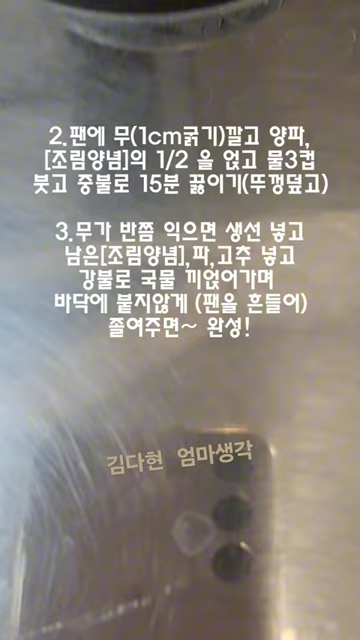 2.팬에 무(1cm굵기)깔고 양파,
[조림양념]의 1/2 을 얹고 물3컵
붓고 중불로 15분 끓이기(뚜껑덮고)
3.무가 반쯤 익으면 생선 넣고
남은[조림양념],파,고추 넣고
강불로 국물 끼얹어가며
바닥에 붙지않게 (팬을 흔들어)
졸여주면~ 완성!
김다현 엄마생각